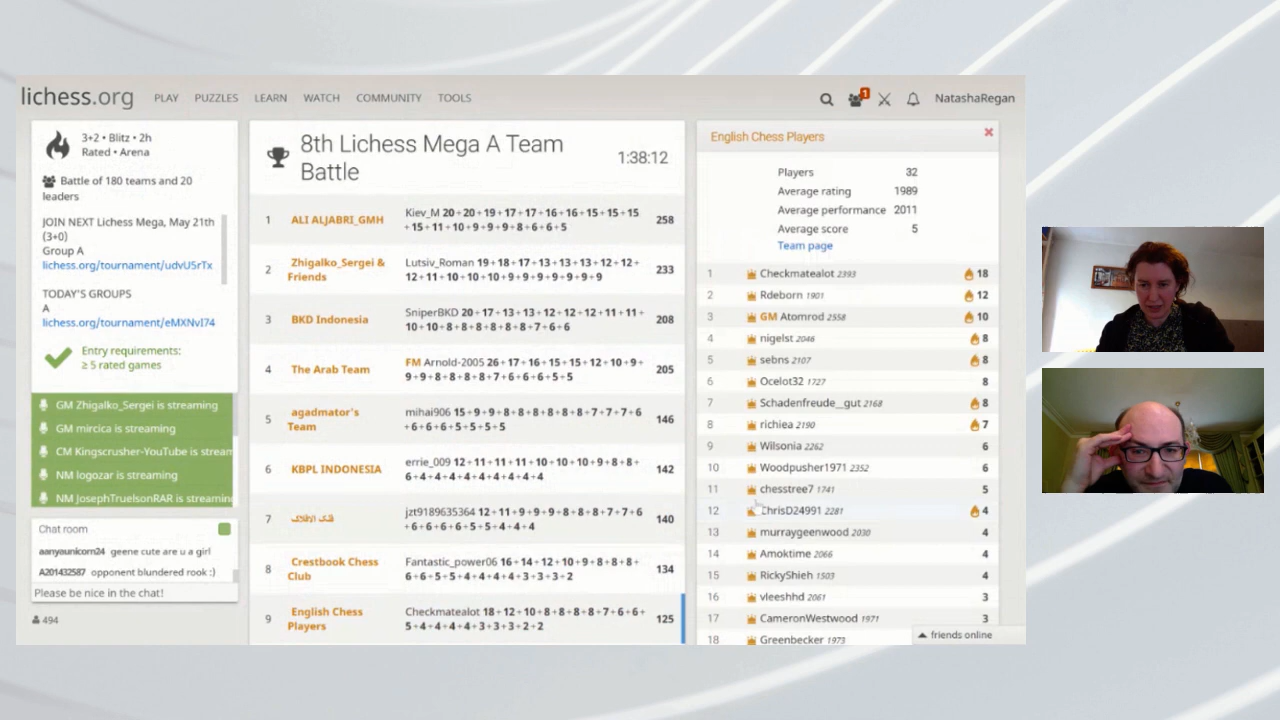 lichess.org
PLAY PUZZLES LEARN WATCH COMMUNITY TOOLS
1
NatashaRegan
3+2 • Blitz • 2h
Rated • Arena
Battle of 180 teams and 20
leaders
JOIN NEXT Lichess Mega, May 21th
(3+0)
Group A
lichess.org/tournament/udvU5rTx
TODAY'S GROUPS
A
lichess.org/tournament/eMXNvI74
Entry requirements:
≥ 5 rated games
GM Zhigalko_Sergei is streaming
GM mircica is streaming
CM Kingscrusher-YouTube is stream
NM logozar is streaming
NM JosephTruelsonRAR is streaming
Chat room
aanyaunikorn24 geene cute are u a girl
A201432587 opponent blundered rook :)
Please be nice in the chat!
494
8th Lichess Mega A Team
Battle
1:38:12
1 ALI ALJABRI_GMH Kiev_M 20+20+19+17+17+16+16+15+15+15
+15+11+10+9+9+9+8+6+6+5 258
2 Zhigalko_Sergei &
Friends
Lutsiv_Roman 19+18+17+13+13+13+12+12+
12+11+10+10+10+9+9+9+9+9+9+9 233
3 BKD Indonesia SniperBKD 20+17+13+13+12+12+12+11+11+
10+10+8+8+8+8+8+8+7+6+6 208
4 The Arab Team FM Arnold-2005 26+17+16+15+15+12+10+9+
9+9+8+8+8+8+7+6+6+6+5+5 205
5 agadmator's
Team
mihai906 15+9+9+8+8+8+8+8+8+7+7+7+6
+6+6+6+5+5+5+5 146
6 KBPL INDONESIA errie_009 12+11+11+11+10+10+10+9+8+8+
6+4+4+4+4+4+4+4+4+4 142
7 jzt9189635364 12+11+9+9+9+8+8+8+7+7+6
+6+6+6+6+5+5+4+4+4 140
8 Crestbook Chess
Club
Fantastic_power06 16+14+12+10+9+8+8+8+
6+6+5+5+4+4+4+4+3+3+3+2 134
9 English Chess
Players
Checkmatealot 18+12+10+8+8+8+8+7+6+6+
5+4+4+4+4+3+3+3+2+2 125
English Chess Players
Players 32
Average rating 1989
Average performance 2011
Average score 5
Team page
1 Checkmatealot 2393 18
2 Rdeborn 1901 12
3 GM Atomrod 2558 10
4 nigelst 2046 8
5 sebns 2107 8
6 Ocelot32 1727 8
7 Schadenfreude__gut 2168 8
8 richiea 2190 7
9 Wilsonia 2262 6
10 Woodpusher1971 2352 6
11 chesstree7 1741 5
12 ChrisD24991 2281 4
13 murraygeenwood 2030 4
14 Amoktime 2066 4
15 RickyShieh 1503 4
16 vleeshhd 2061 3
17 CameronWestwood 1971 3
18 Greenbecker 1973
friends online